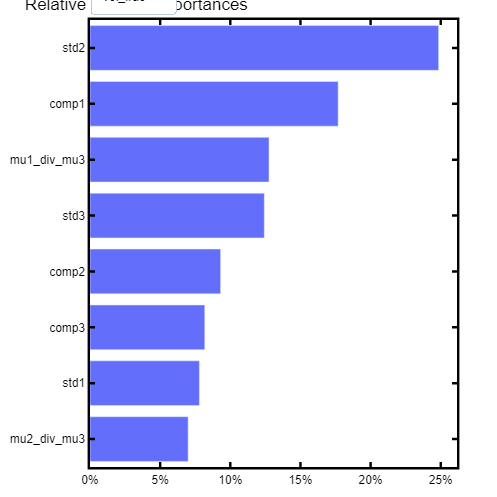 Relative portances
std2
comp1
mu1_div_mu3
std3
comp2
comp3
std1
mu2_div_mu3
0% 5% 10% 15% 20% 25%